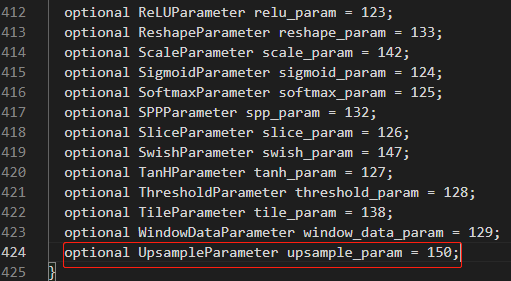 412 optional ReLUParameter relu_param = 123;
413 optional ReshapeParameter reshape_param = 133;
414 optional ScaleParameter scale_param = 142;
415 optional SigmoidParameter sigmoid_param = 124;
416 optional SoftmaxParameter softmax_param = 125;
417 optional SPPParameter spp_param = 132;
418 optional SliceParameter slice_param = 126;
419 optional SwishParameter swish_param = 147;
420 optional TanHParameter tanh_param = 127;
421 optional ThresholdParameter threshold_param = 128;
422 optional TileParameter tile_param = 138;
423 optional WindowDataParameter window_data_param = 129;
424 optional UpsampleParameter upsample_param = 150;
425 }